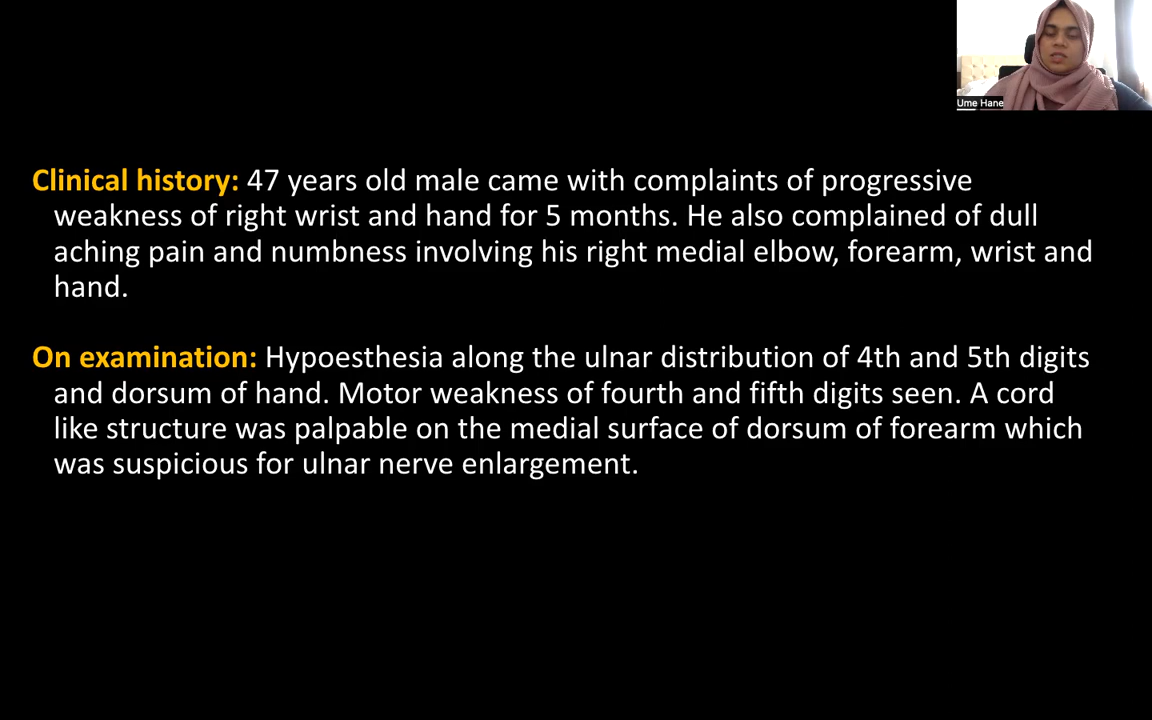 Ume Hane
Clinical history: 47 years old male came with complaints of progressive
weakness of right wrist and hand for 5 months. He also complained of dull
aching pain and numbness involving his right medial elbow, forearm, wrist and
hand.
On examination: Hypoesthesia along the ulnar distribution of 4th and 5th digits
and dorsum of hand. Motor weakness of fourth and fifth digits seen. A cord
like structure was palpable on the medial surface of dorsum of forearm which
was suspicious for ulnar nerve enlargement.